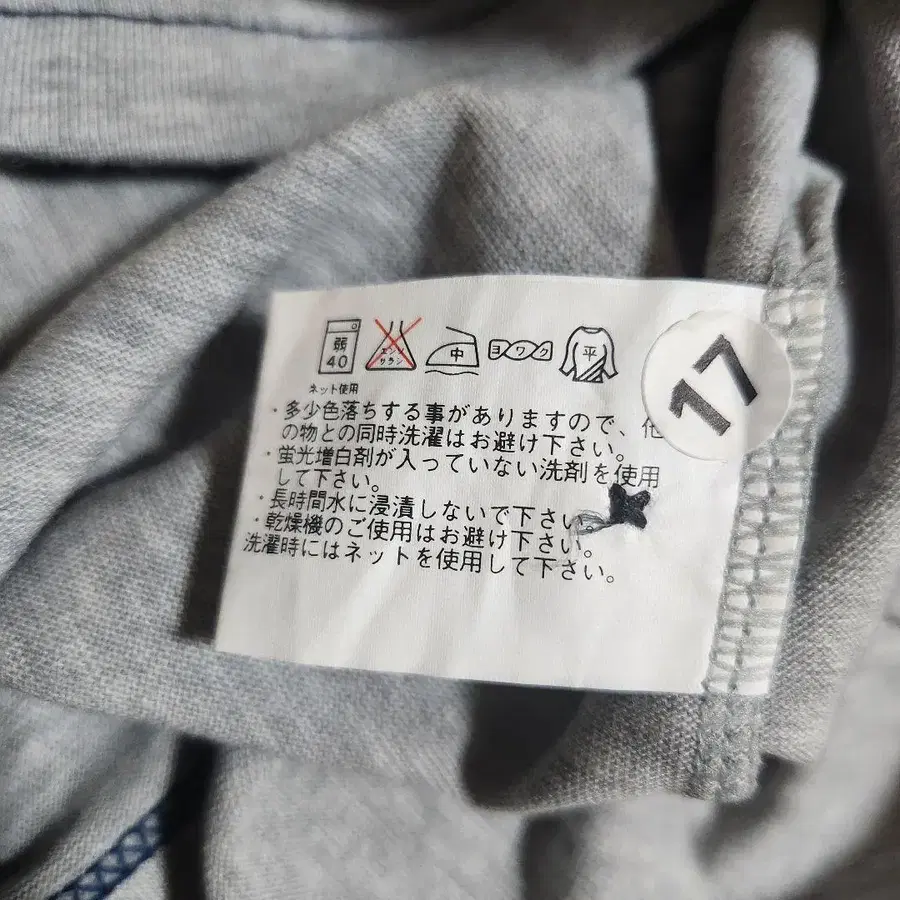 弱 40
エンソ サラシ
中
ヨワク
平
17
ネット使用
・多少色落ちする事がありますので、他
の物との同時洗濯はお避け下さい。
・蛍光増白剤が入っていない洗剤を使用
して下さい。
・長時間水に浸漬しないで下さい。
・乾燥機のご使用はお避け下さい。
洗濯時にはネットを使用して下さい。